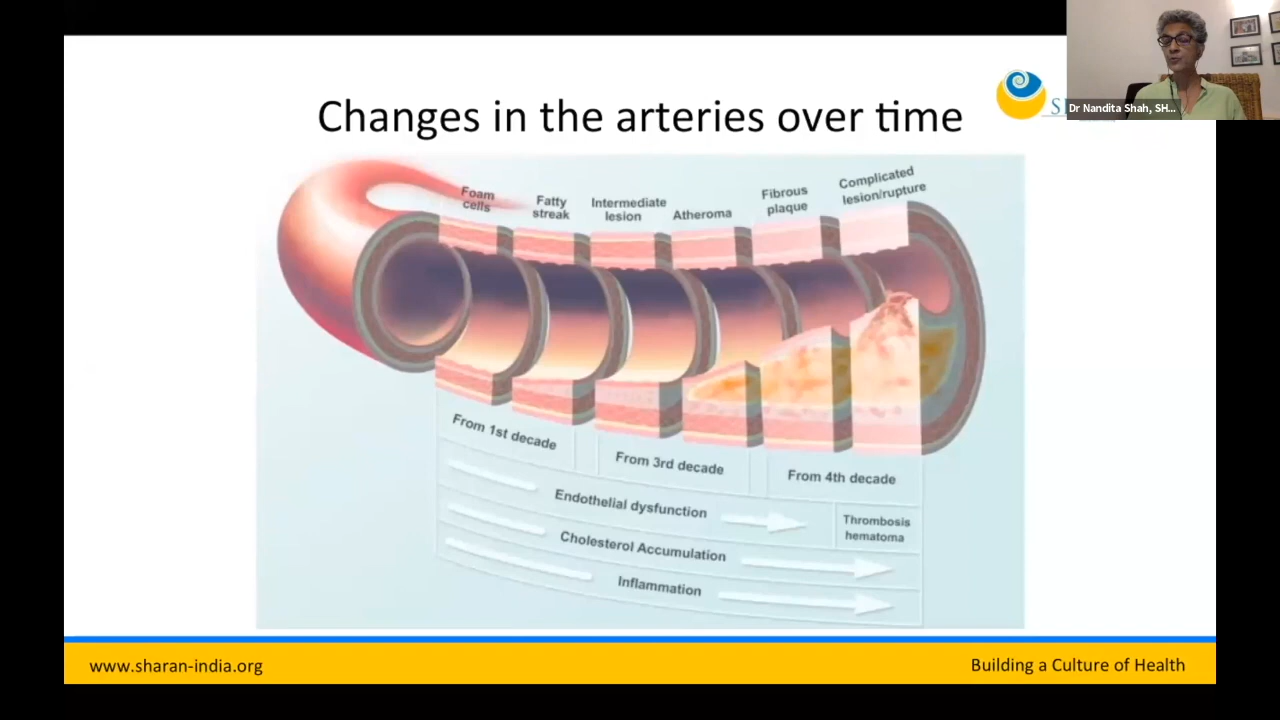 Changes in the arteries over time
Dr Nandita Shah, SH...
Foam
cells
Fatty
streak
Intermediate
lesion
Atheroma
Fibrous
plaque
Complicated
lesion/rupture
From 1st decade
From 3rd decade
From 4th decade
Endothelial dysfunction
Thrombosis
hematoma
Cholesterol Accumulation
Inflammation
www.sharan-india.org
Building a Culture of Health